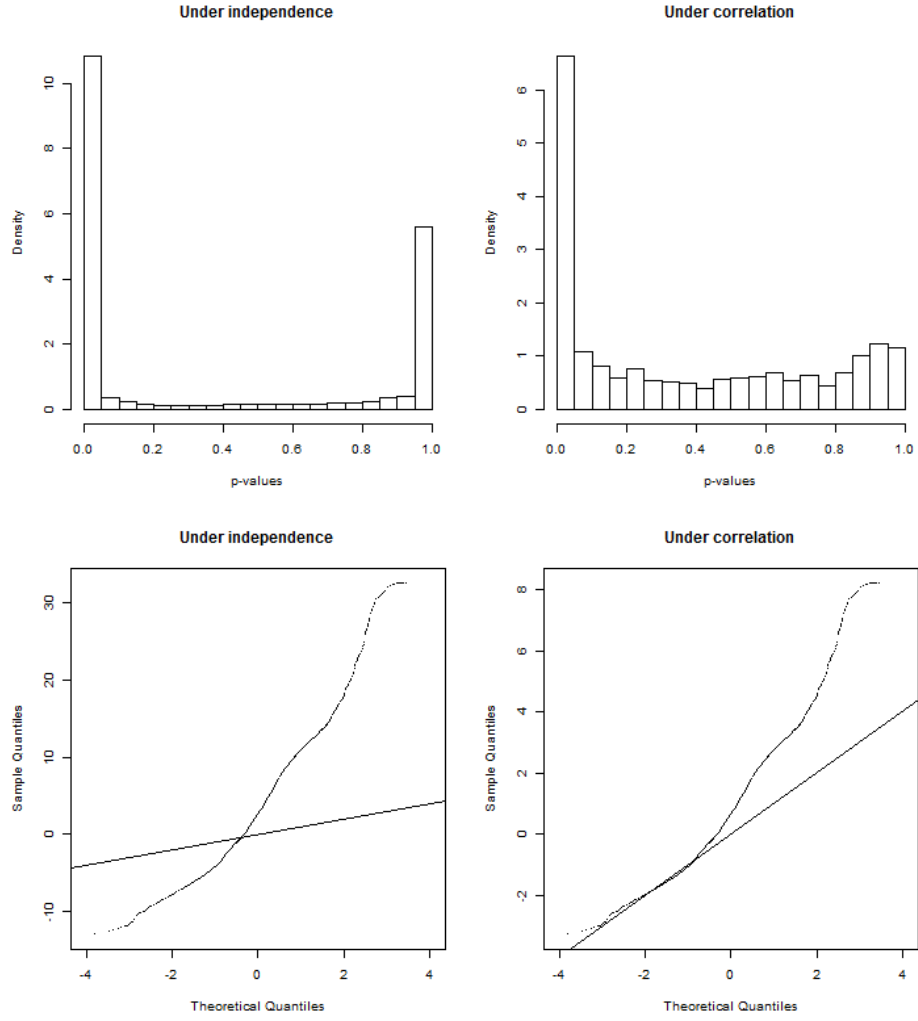 Under independence
Under correlation
Density
10
8
6
4
2
0
0.0 0.2 0.4 0.6 0.8 1.0
p-values
Density
6
5
4
3
2
1
0
0.0 0.2 0.4 0.6 0.8 1.0
p-values
Under independence
Under correlation
Sample Quantiles
30
20
10
0
-10
-4 -2 0 2 4
Theoretical Quantiles
Sample Quantiles
8
6
4
2
0
-2
-4 -2 0 2 4
Theoretical Quantiles